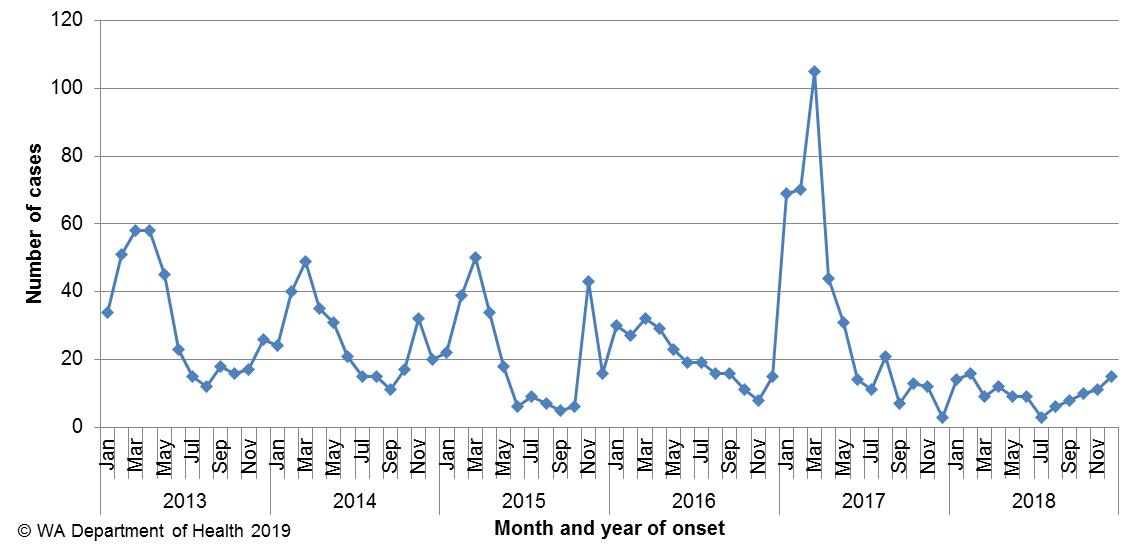 120
100
80
60
40
20
0
Number of cases
Jan Mar May Jul Sep Nov Jan Mar May Jul Sep Nov Jan Mar May Jul Sep Nov Jan Mar May Jul Sep Nov Jan Mar May Jul Sep Nov Jan Mar May Jul Sep Nov
2013 2014 2015 2016 2017 2018
Month and year of onset
© WA Department of Health 2019